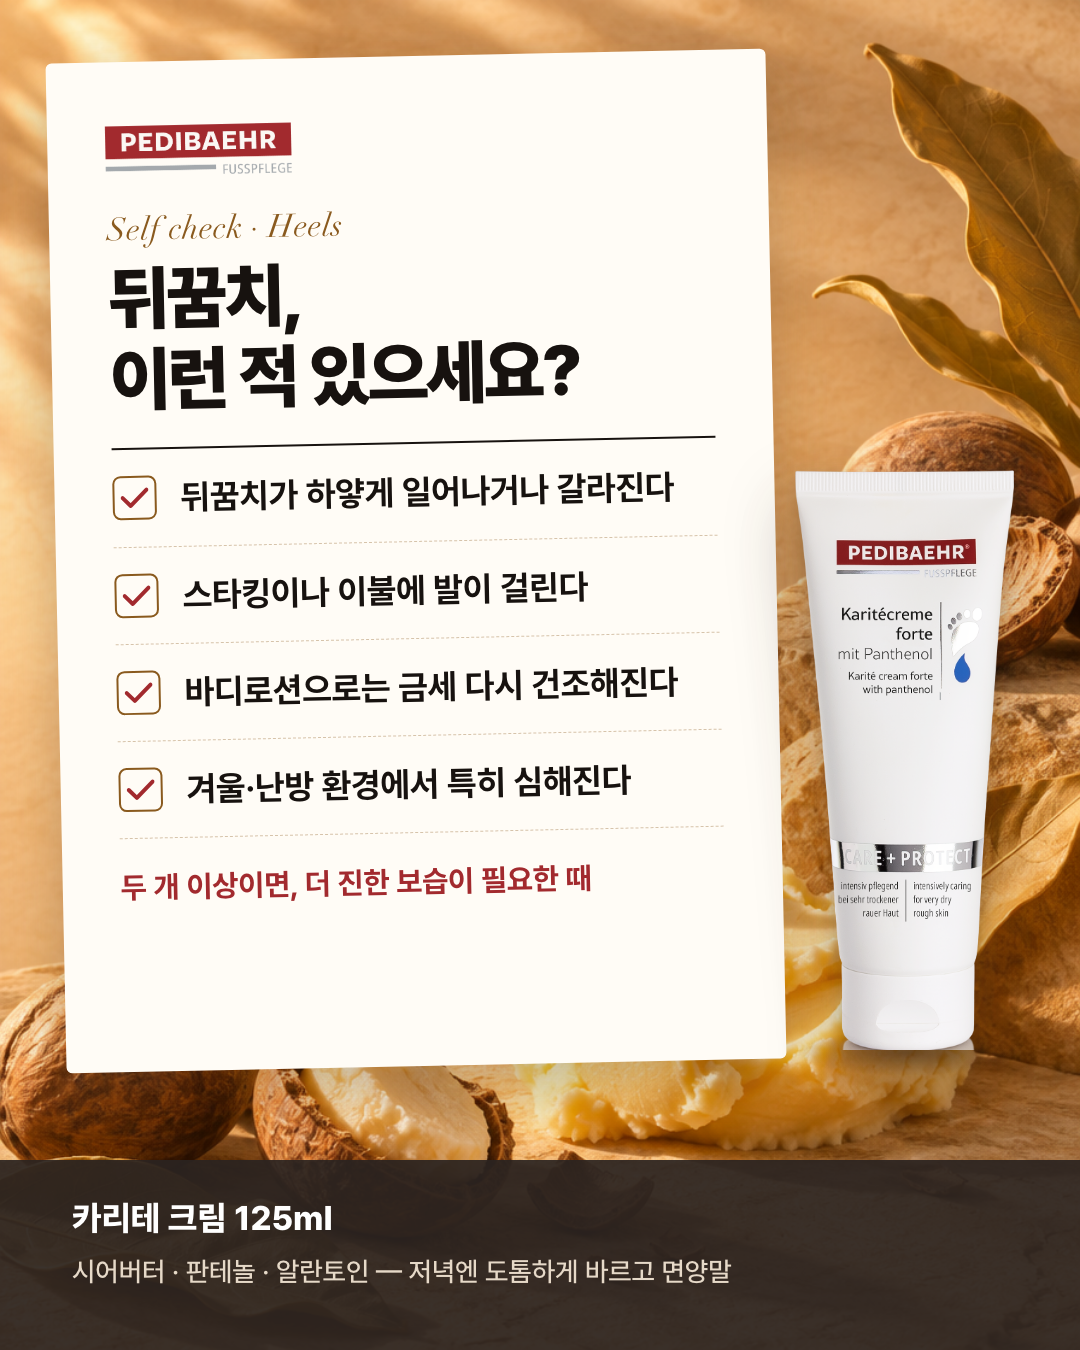 PEDIBAEHR
FUSSPFLEGE
Self check · Heels
뒤꿈치,
이런 적 있으세요?
뒤꿈치가 하얗게 일어나거나 갈라진다
스타킹이나 이불에 발이 걸린다
바디로션으로는 금세 다시 건조해진다
겨울·난방 환경에서 특히 심해진다
두 개 이상이면, 더 진한 보습이 필요한 때
PEDIBAEHR®
FUSSPFLEGE
Karitécreme
forte
mit Panthenol
Karité cream forte
with panthenol
CARE + PROTECT
intensiv pflegend
bei sehr trockener
rauer Haut
intensively caring
for very dry
rough skin
카리테 크림 125ml
시어버터 · 판테놀 · 알란토인 — 저녁엔 도톰하게 바르고 면양말